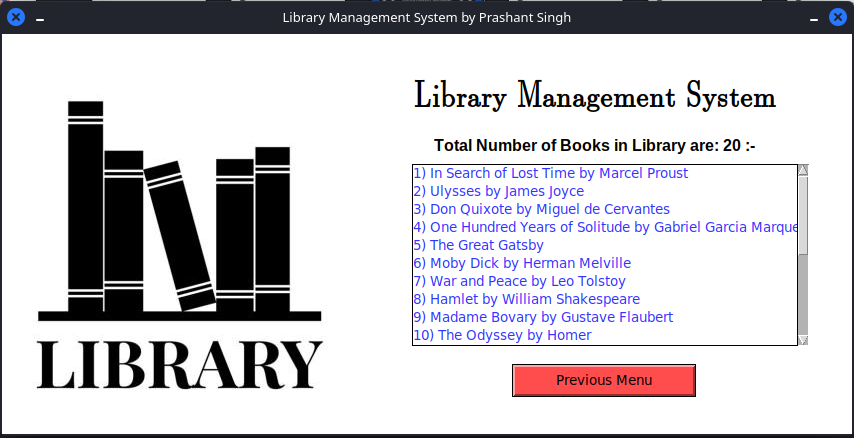 Library Management System by Prashant Singh
LIBRARY
Library Management System
Total Number of Books in Library are: 20 :-
1) In Search of Lost Time by Marcel Proust
2) Ulysses by James Joyce
3) Don Quixote by Miguel de Cervantes
4) One Hundred Years of Solitude by Gabriel Garcia Marque
5) The Great Gatsby
6) Moby Dick by Herman Melville
7) War and Peace by Leo Tolstoy
8) Hamlet by William Shakespeare
9) Madame Bovary by Gustave Flaubert
10) The Odyssey by Homer
Previous Menu